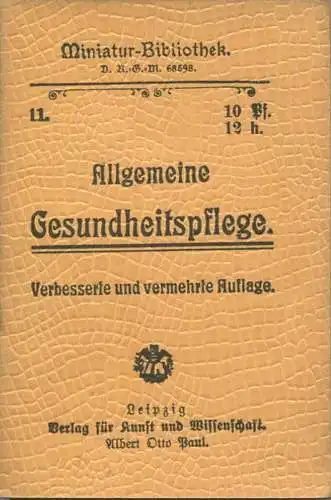 Miniatur-Bibliothek.
D. R.-G.-M. 68698.
11.
10 Pf.
12 h.
Allgemeine
Gesundheitspflege.
Verbesserte und vermehrte Auflage.
Leipzig
Verlag für Kunst und Wissenschaft.
Albert Otto Paul.